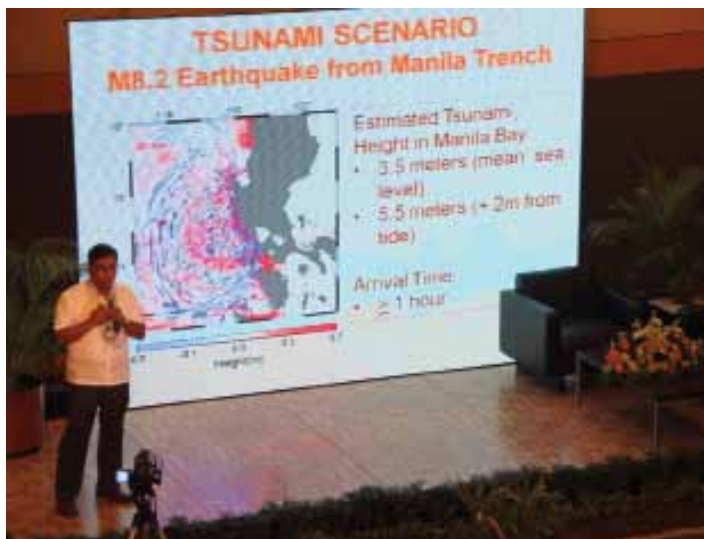 TSUNAMI SCENARIO
M8.2 Earthquake from Manila Trench
Estimated Tsunami
Height in Manila Bay
• 3.5 meters (mean sea
level)
• 5.5 meters (+ 2m from
tide)
Arrival Time:
• ≥ 1 hour
Height(m)